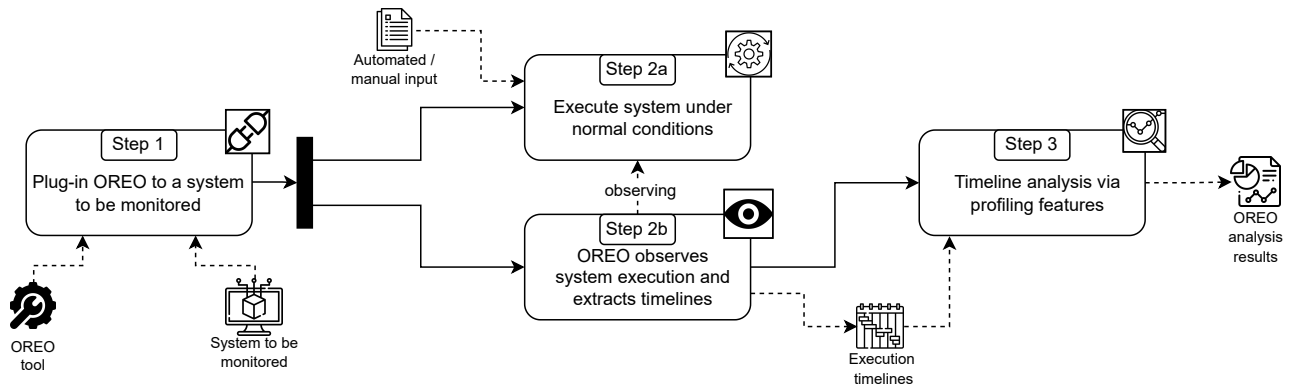 Step 1
Plug-in OREO to a system
to be monitored
OREO
tool
System to be
monitored
Automated /
manual input
Step 2a
Execute system under
normal conditions
observing
Step 2b
OREO observes
system execution and
extracts timelines
Execution
timelines
Step 3
Timeline analysis via
profiling features
OREO
analysis
results